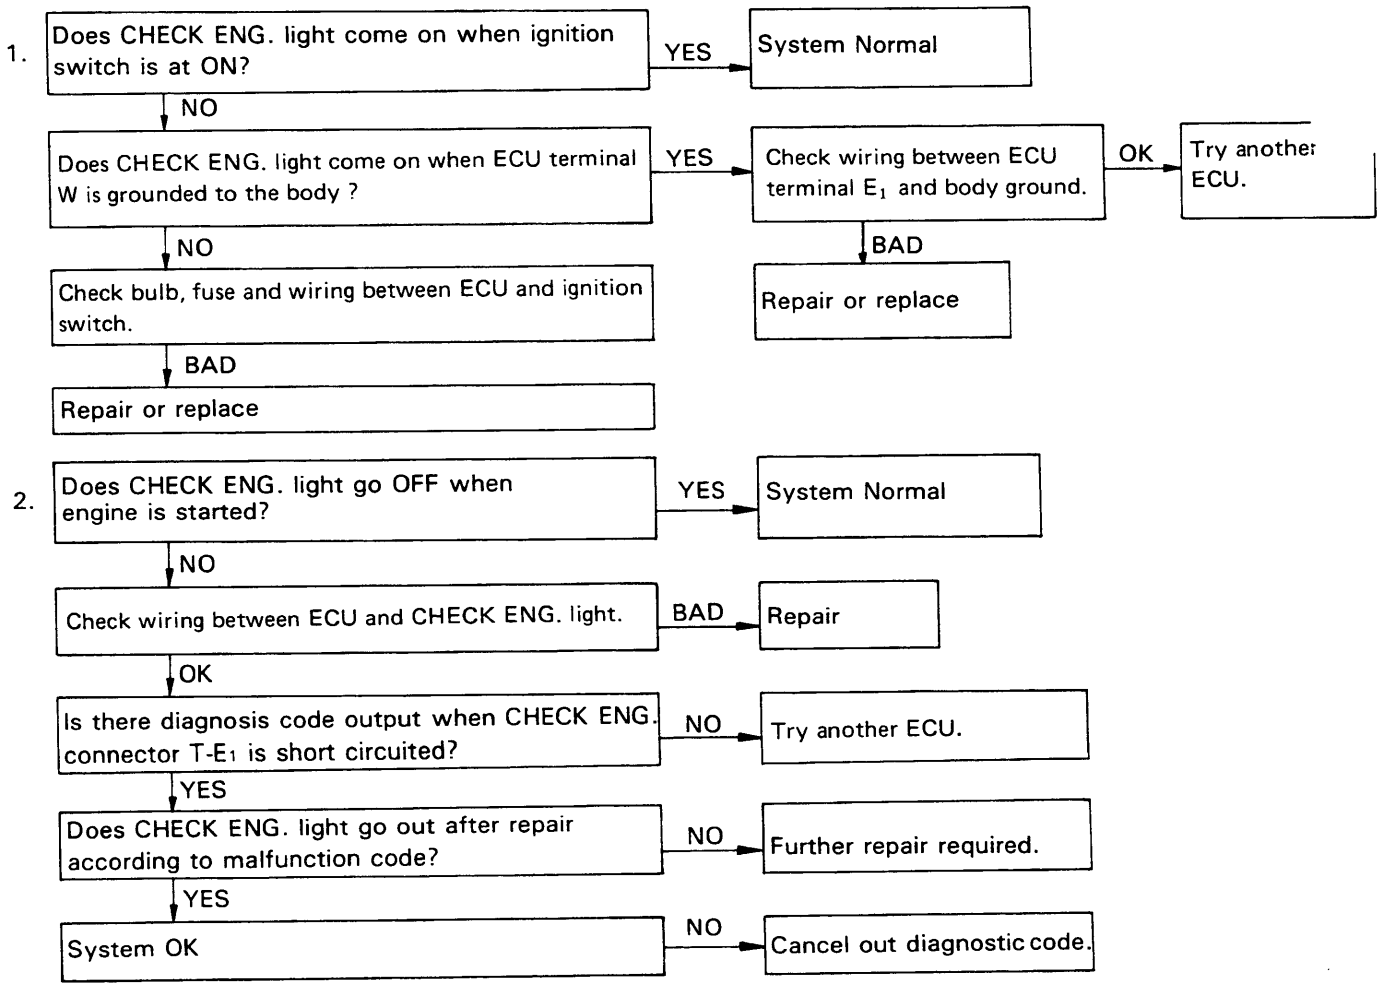 1.
Does CHECK ENG. light come on when ignition
switch is at ON?
YES
System Normal
NO
Does CHECK ENG. light come on when ECU terminal
W is grounded to the body ?
YES
Check wiring between ECU
terminal E1 and body ground.
OK
Try another
ECU.
NO
BAD
Check bulb, fuse and wiring between ECU and ignition
switch.
Repair or replace
BAD
Repair or replace
2.
Does CHECK ENG. light go OFF when
engine is started?
YES
System Normal
NO
Check wiring between ECU and CHECK ENG. light.
BAD
Repair
OK
Is there diagnosis code output when CHECK ENG.
connector T-E1 is short circuited?
NO
Try another ECU.
YES
Does CHECK ENG. light go out after repair
according to malfunction code?
NO
Further repair required.
YES
System OK
NO
Cancel out diagnostic code.